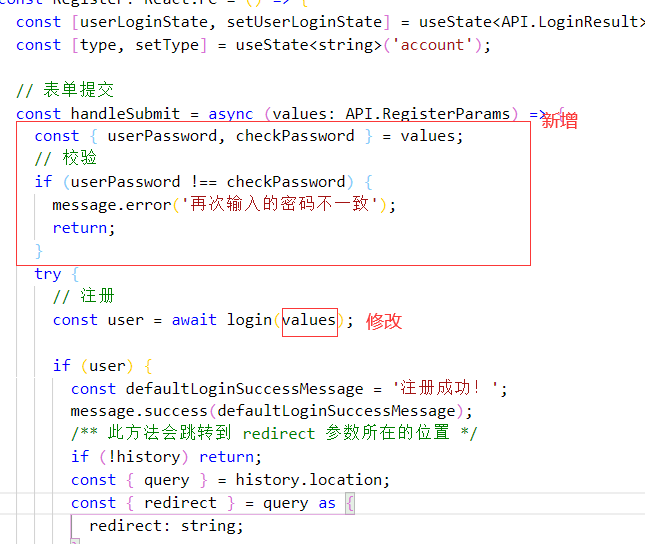 const Register: React.FC = () => {
const [userLoginState, setUserLoginState] = useState<API.LoginResult>
const [type, setType] = useState<string>('account');
// 表单提交
const handleSubmit = async (values: API.RegisterParams) => {
新增
const { userPassword, checkPassword } = values;
// 校验
if (userPassword !== checkPassword) {
message.error('再次输入的密码不一致');
return;
}
try {
// 注册
const user = await login(values); 修改
if (user) {
const defaultLoginSuccessMessage = '注册成功！';
message.success(defaultLoginSuccessMessage);
/** 此方法会跳转到 redirect 参数所在的位置 */
if (!history) return;
const { query } = history.location;
const { redirect } = query as {
redirect: string;